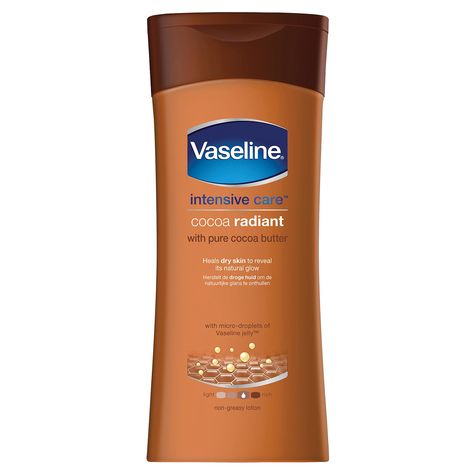 Vaseline®
intensive care™
cocoa radiant
with pure cocoa butter
Heals dry skin to reveal
its natural glow
Herstelt de droge huid om de
natuurlijke glans te onthullen
with micro-droplets of
Vaseline jelly™
light rich
non-greasy lotion